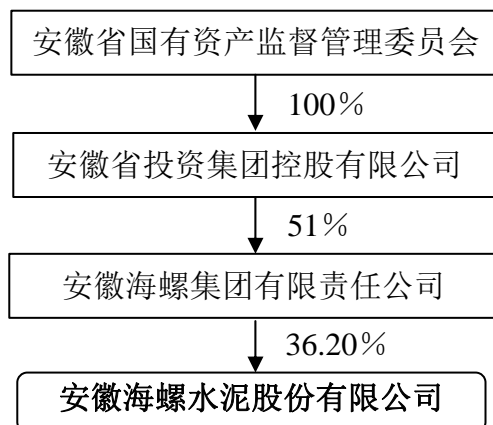 安徽省国有资产监督管理委员会
100％
安徽省投资集团控股有限公司
51％
安徽海螺集团有限责任公司
36.20％
安徽海螺水泥股份有限公司